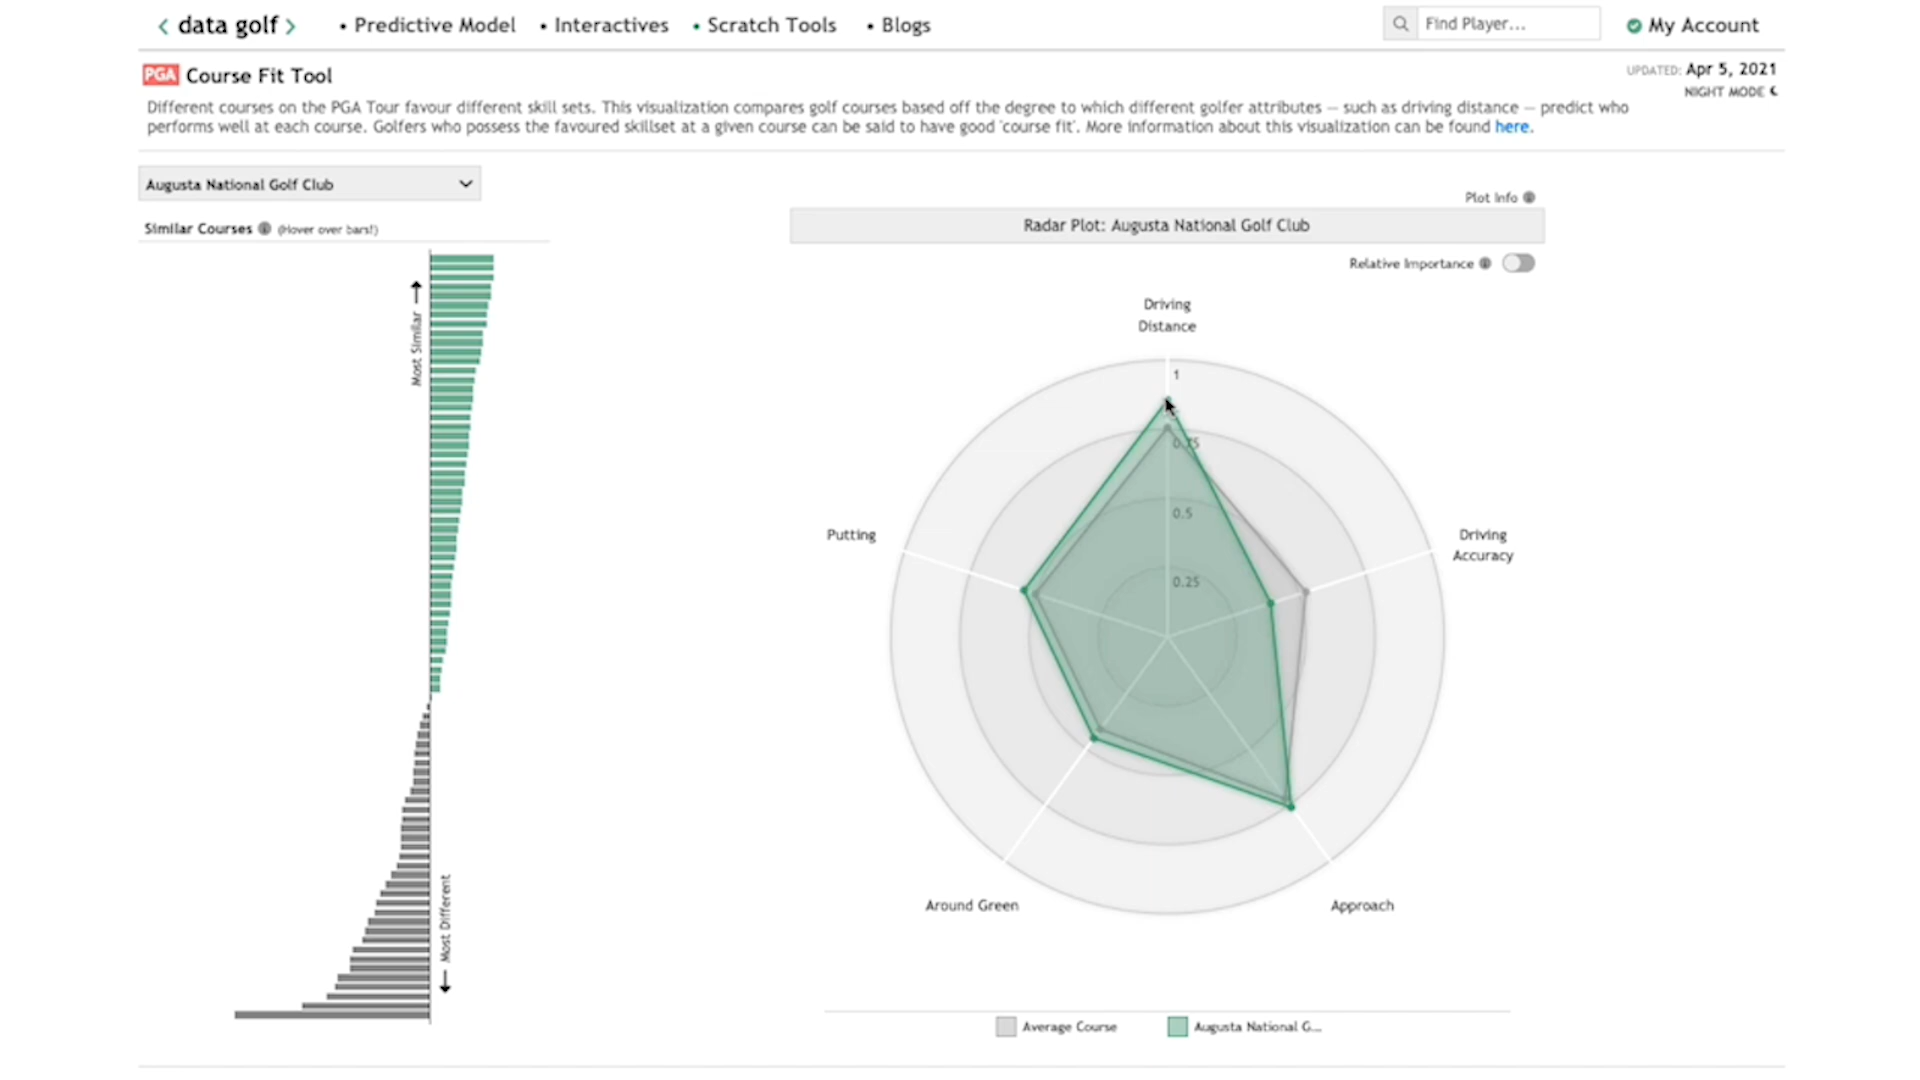 data golf
• Predictive Model
• Interactives
• Scratch Tools
• Blogs
Find Player...
My Account
PGA Course Fit Tool
UPDATED: Apr 5, 2021
NIGHT MODE
Different courses on the PGA Tour favour different skill sets. This visualization compares golf courses based off the degree to which different golfer attributes — such as driving distance — predict who
performs well at each course. Golfers who possess the favoured skillset at a given course can be said to have good 'course fit'. More information about this visualization can be found here.
Augusta National Golf Club
Similar Courses (Hover over bars!)
Most Similar
Most Different
Plot Info
Radar Plot: Augusta National Golf Club
Relative Importance
Driving
Distance
1
0.75
0.5
0.25
Putting
Driving
Accuracy
Around Green
Approach
Average Course
Augusta National G...